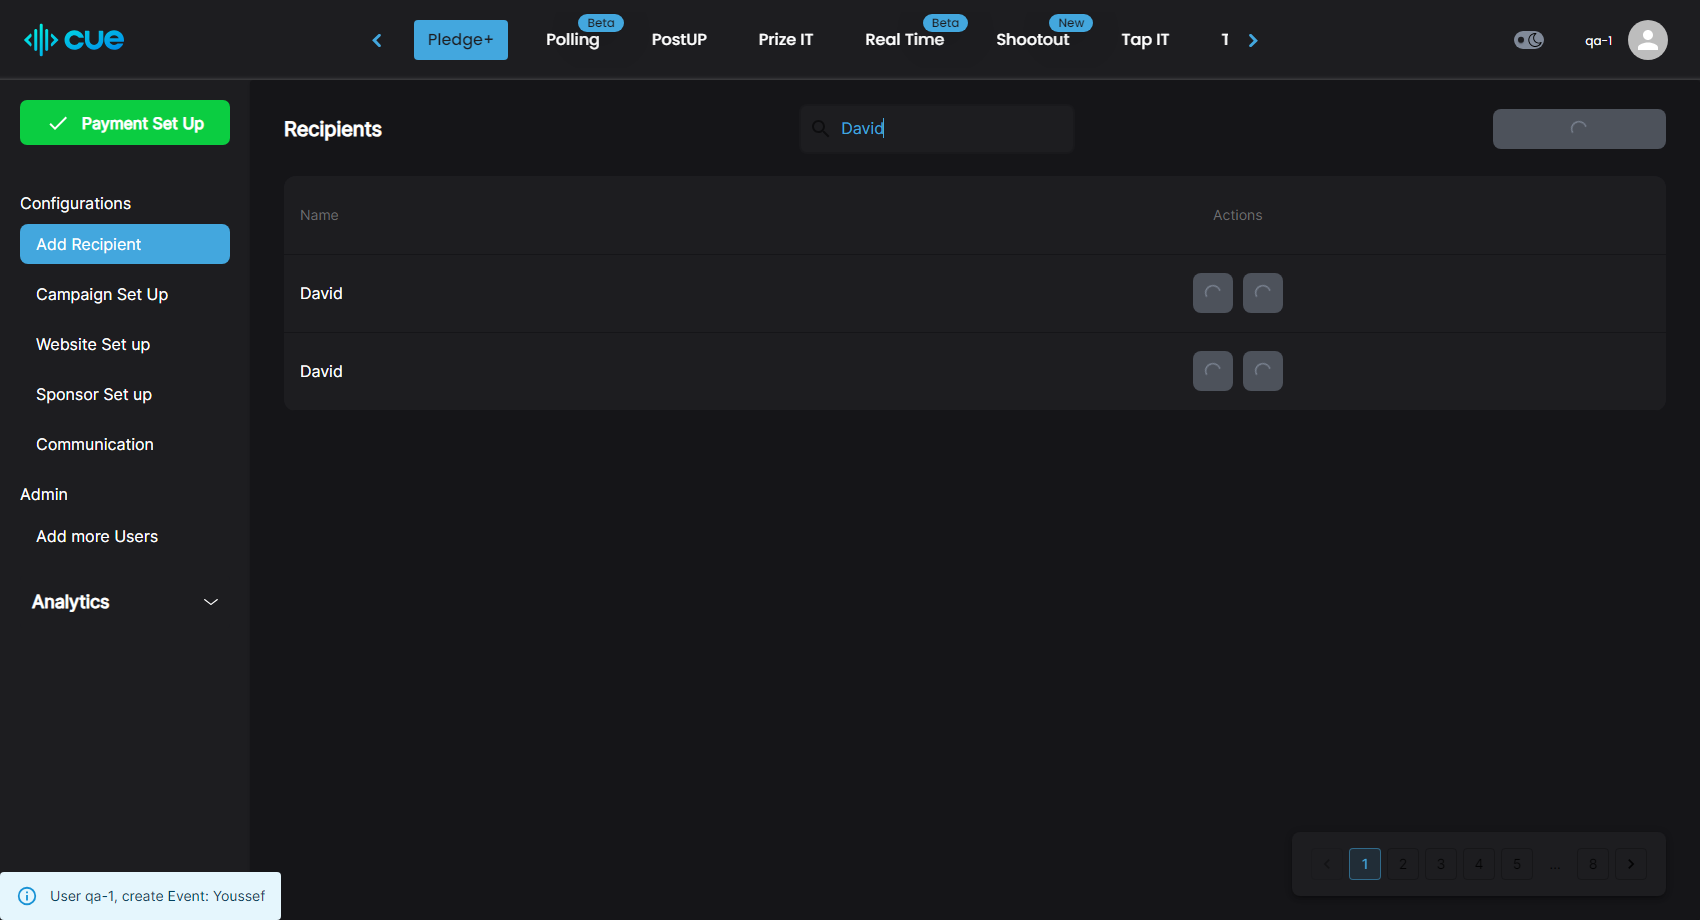 cue
Pledge+
Polling
Beta
PostUP
Prize IT
Real Time
Beta
Shootout
New
Tap IT
T
qa-1
Payment Set Up
Configurations
Add Recipient
Campaign Set Up
Website Set up
Sponsor Set up
Communication
Admin
Add more Users
Analytics
Recipients
David
Name Actions
David
David
1 2 3 4 5 ... 8
User qa-1, create Event: Youssef